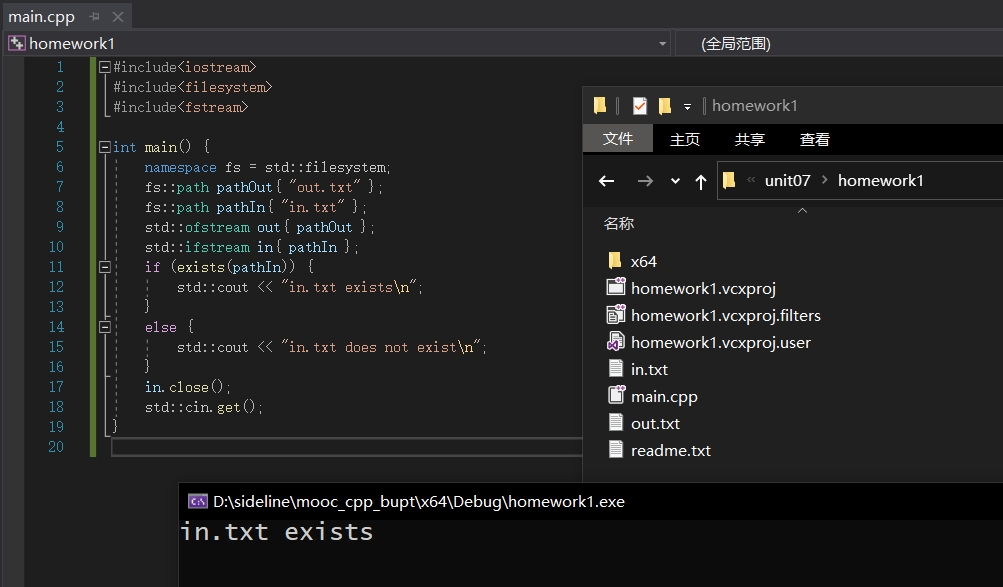 main.cpp
homework1
(全局范围)
1 #include<iostream>
2 #include<filesystem>
3 #include<fstream>
4
5 int main() {
6 namespace fs = std::filesystem;
7 fs::path pathOut{ "out.txt" };
8 fs::path pathIn{ "in.txt" };
9 std::ofstream out{ pathOut };
10 std::ifstream in{ pathIn };
11 if (exists(pathIn)) {
12 std::cout << "in.txt exists\n";
13 }
14 else {
15 std::cout << "in.txt does not exist\n";
16 }
17 in.close();
18 std::cin.get();
19 }
20
homework1
文件 主页 共享 查看
« unit07 homework1
名称
x64
homework1.vcxproj
homework1.vcxproj.filters
homework1.vcxproj.user
in.txt
main.cpp
out.txt
readme.txt
D:\sideline\mooc_cpp_bupt\x64\Debug\homework1.exe
in.txt exists